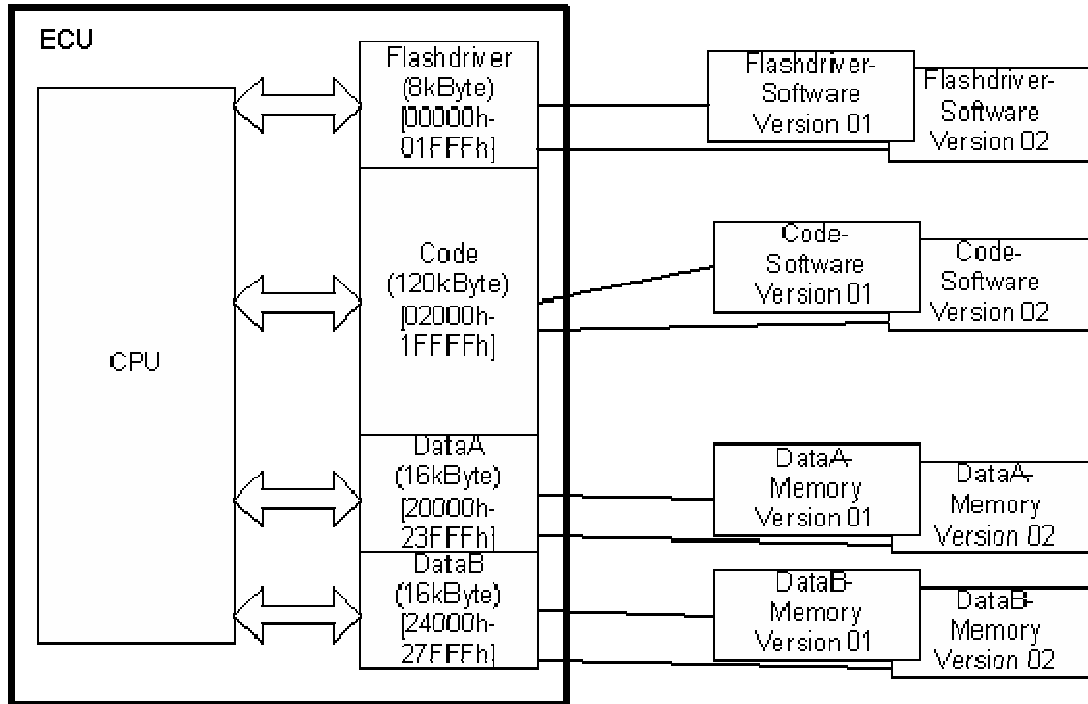 ECU
CPU
Flashdriver
(8kByte)
[00000h-
01FFFh]
Code
(120kByte)
[02000h-
1FFFFh]
DataA
(16kByte)
[20000h-
23FFFh]
DataB
(16kByte)
[24000h-
27FFFh]
Flashdriver-
Software
Version 01
Flashdriver-
Software
Version 02
Code-
Software
Version 01
Code-
Software
Version 02
DataA-
Memory
Version 01
DataA-
Memory
Version 02
DataB-
Memory
Version 01
DataB-
Memory
Version 02